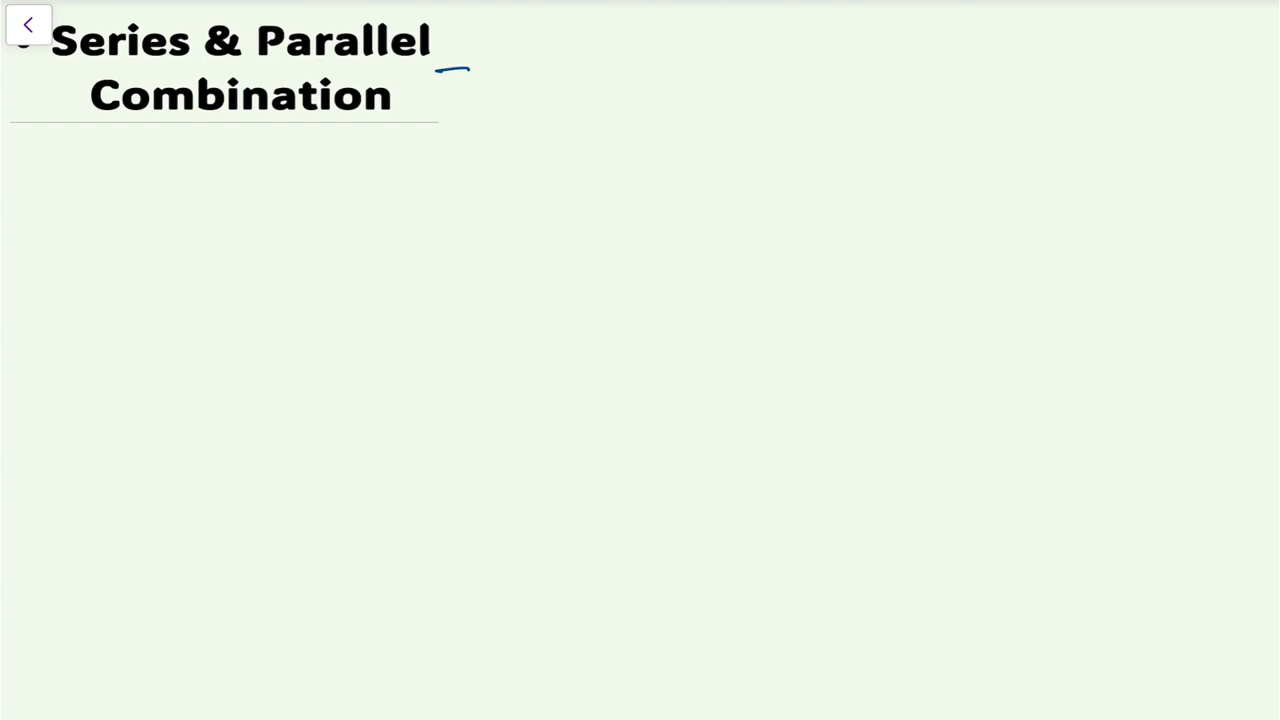 • Series & Parallel
Combination